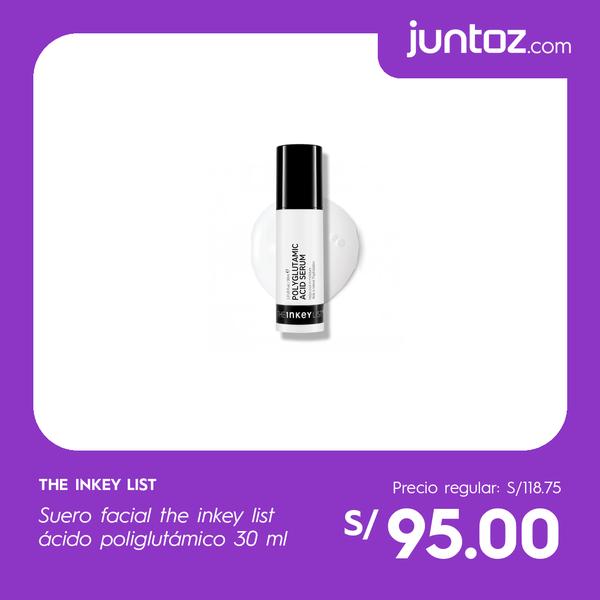 juntoz.com
POLYGLUTAMIC
ACID SERUM
THE INKEY LIST
THE INKEY LIST
Suero facial the inkey list
ácido poliglutámico 30 ml
Precio regular: S/118.75
S/ 95.00